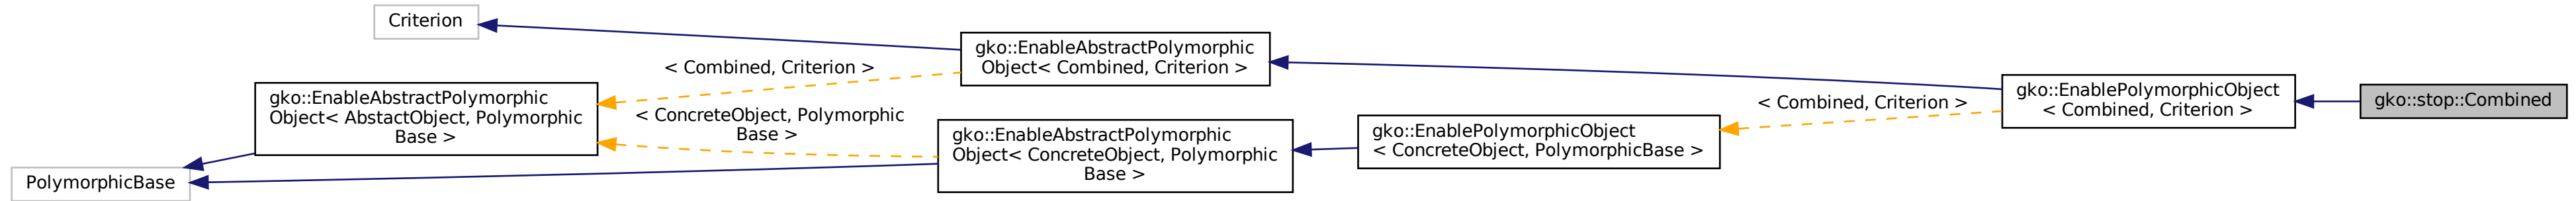 Criterion
gko::EnableAbstractPolymorphic
Object< Combined, Criterion >
< Combined, Criterion >
gko::EnableAbstractPolymorphic
Object< AbstactObject, Polymorphic
Base >
< ConcreteObject, Polymorphic
Base >
gko::EnableAbstractPolymorphic
Object< ConcreteObject, Polymorphic
Base >
gko::EnablePolymorphicObject
< ConcreteObject, PolymorphicBase >
< Combined, Criterion >
gko::EnablePolymorphicObject
< Combined, Criterion >
gko::stop::Combined
PolymorphicBase